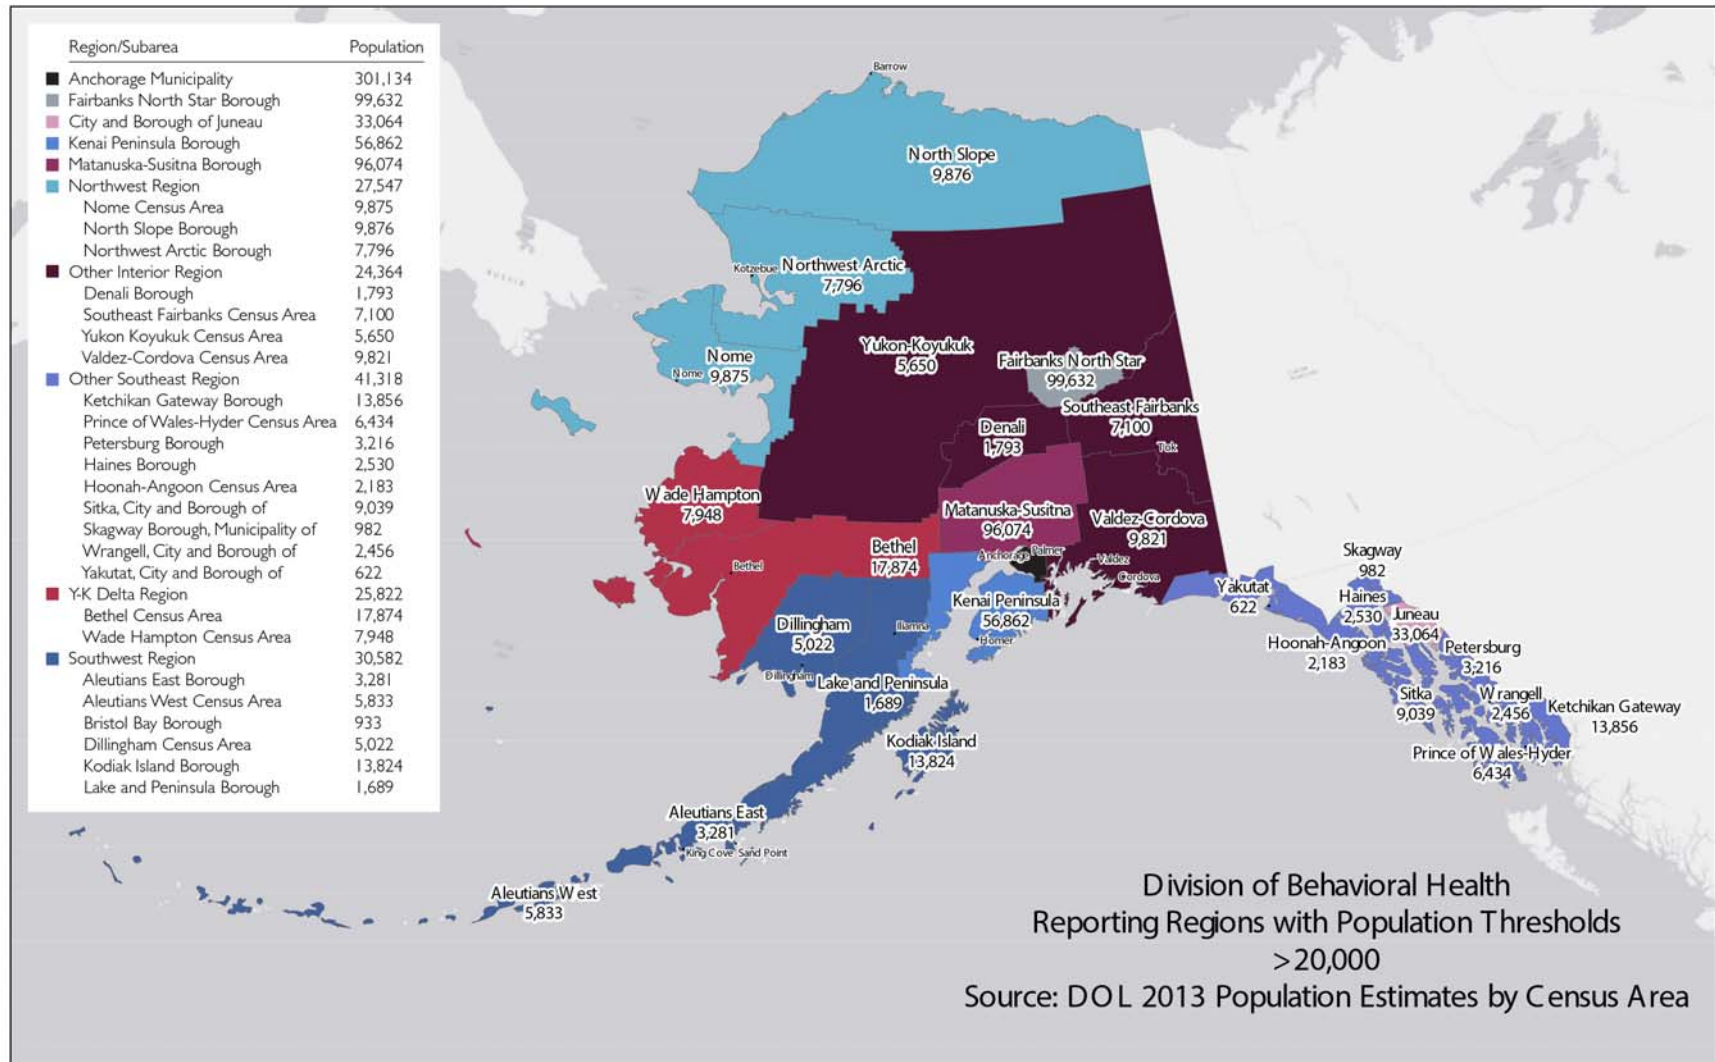 Region/Subarea Population
Anchorage Municipality 301,134
Fairbanks North Star Borough 99,632
City and Borough of Juneau 33,064
Kenai Peninsula Borough 56,862
Matanuska-Susitna Borough 96,074
Northwest Region 27,547
Nome Census Area 9,875
North Slope Borough 9,876
Northwest Arctic Borough 7,796
Other Interior Region 24,364
Denali Borough 1,793
Southeast Fairbanks Census Area 7,100
Yukon Koyukuk Census Area 5,650
Valdez-Cordova Census Area 9,821
Other Southeast Region 41,318
Ketchikan Gateway Borough 13,856
Prince of Wales-Hyder Census Area 6,434
Petersburg Borough 3,216
Haines Borough 2,530
Hoonah-Angoon Census Area 2,183
Sitka, City and Borough of 9,039
Skagway Borough, Municipality of 982
Wrangell, City and Borough of 2,456
Yakutat, City and Borough of 622
Y-K Delta Region 25,822
Bethel Census Area 17,874
Wade Hampton Census Area 7,948
Southwest Region 30,582
Aleutians East Borough 3,281
Aleutians West Census Area 5,833
Bristol Bay Borough 933
Dillingham Census Area 5,022
Kodiak Island Borough 13,824
Lake and Peninsula Borough 1,689
Barrow
North Slope
9,876
RUSSIA
Kotzebue
Northwest Arctic
7,796
Nome
9,875
Nome
Yukon-Koyukuk
5,650
Fairbanks North Star
99,632
Southeast Fairbanks
7,100
Denali
1,793
Tok
Wade Hampton
7,948
Matanuska-Susitna
96,074
Valdez-Cordova
9,821
Bethel
17,874
Bethel
Anchorage
Palmer
Valdez
Cordova
Kenai Peninsula
56,862
Homer
Dillingham
5,022
Iliamna
Dillingham
Lake and Peninsula
1,689
Kodiak Island
13,824
Aleutians East
3,281
King Cove
Sand Point
Aleutians West
5,833
Skagway
982
Yakutat
622
Haines
2,530
Juneau
33,064
Hoonah-Angoon
2,183
Petersburg
3,216
Sitka
9,039
Wrangell
2,456
Ketchikan Gateway
13,856
Prince of Wales-Hyder
6,434
Division of Behavioral Health
Reporting Regions with Population Thresholds
>20,000
Source: DOL 2013 Population Estimates by Census Area